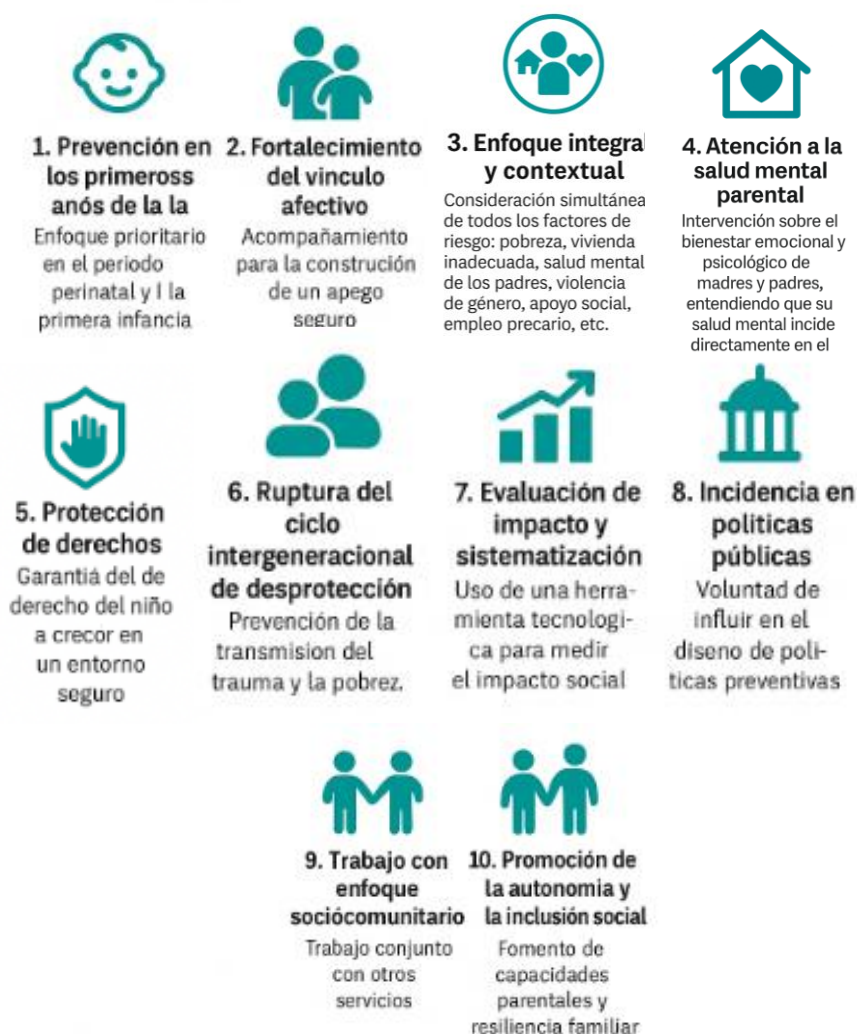 1. Prevención en
los primeross
anós de la la
Enfoque prioritario
en el periodo
perinatal y I la
primera infancia
2. Fortalecimiento
del vinculo
afectivo
Acompañamiento
para la construción
de un apego
seguro
3. Enfoque integral
y contextual
Consideración simultánea
de todos los factores de
riesgo: pobreza, vivienda
inadecuada, salud mental
de los padres, violencia
de género, apoyo social,
empleo precario, etc.
4. Atención a la
salud mental
parental
Intervención sobre el
bienestar emocional y
psicológico de
madres y padres,
entendiendo que su
salud mental incide
directamente en el
5. Protección
de derechos
Garantiá del de
derecho del niño
a crecor en
un entorno
seguro
6. Ruptura del
ciclo
intergeneracional
de desprotección
Prevención de la
transmision del
trauma y la pobrez.
7. Evaluación de
impacto y
sistematización
Uso de una herra-
mienta tecnologi-
ca para medir
el impacto social
8. Incidencia en
políticas
públicas
Voluntad de
influir en el
diseno de poli-
ticas preventivas
9. Trabajo con
enfoque
sociócomunitario
Trabajo conjunto
con otros
servicios
10. Promoción de
la autonomia y
la inclusión social
Fomento de
capacidades
parentales y
resiliencia familiar